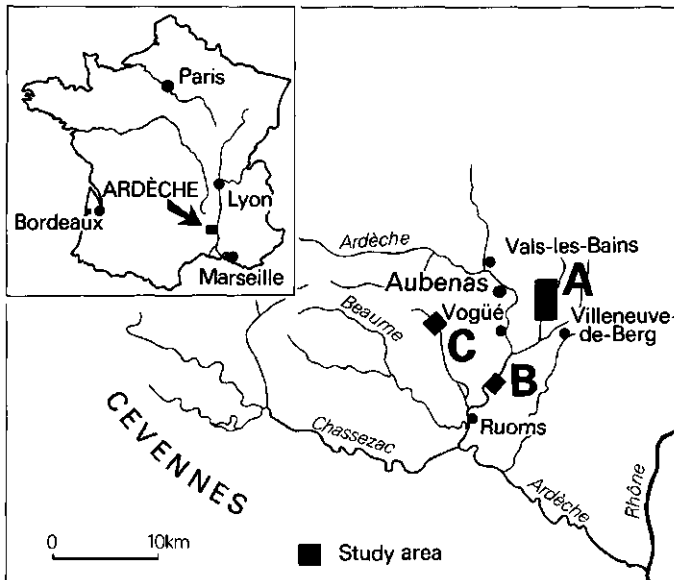 Paris
ARDÈCHE
Lyon
Bordeaux
Marseille
Ardèche
Vals-les-Bains
Aubenas
A
Beaume
Vogüé
Villeneuve-
de-Berg
C
B
CEVENNES
Chassezac
Ruoms
Ardèche
Rhône
0 10km
Study area